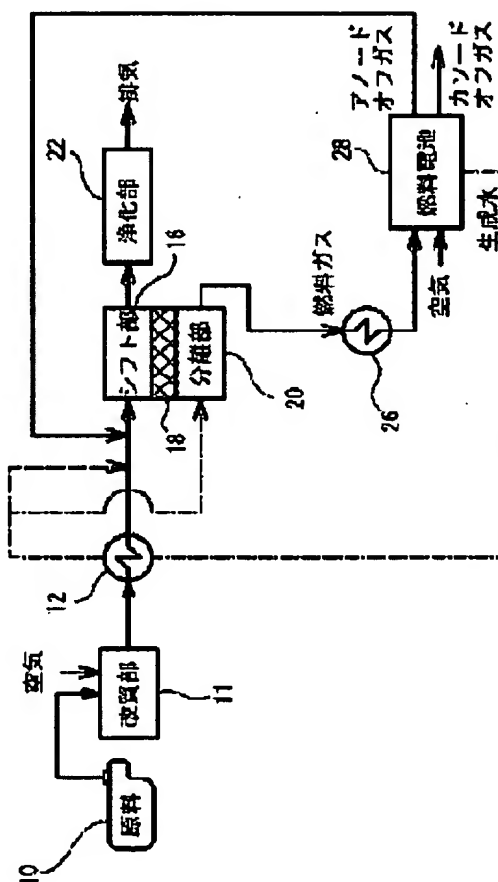 原料
10
空気
改質部
11
12
シフト部
16
18
分離部
20
浄化部
22
排気
燃料ガス
26
アノード
オフガス
カソード
オフガス
燃料電池
28
空気
生成水